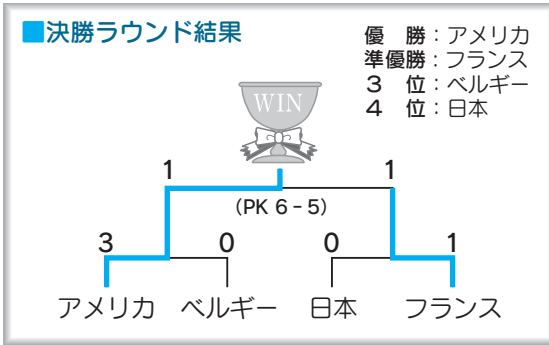 ■決勝ラウンド結果
優　勝：アメリカ
準優勝：フランス
3　位：ベルギー
4　位：日本
WIN
1 1
(PK 6-5)
3 0 0 1
アメリカ ベルギー 日本 フランス